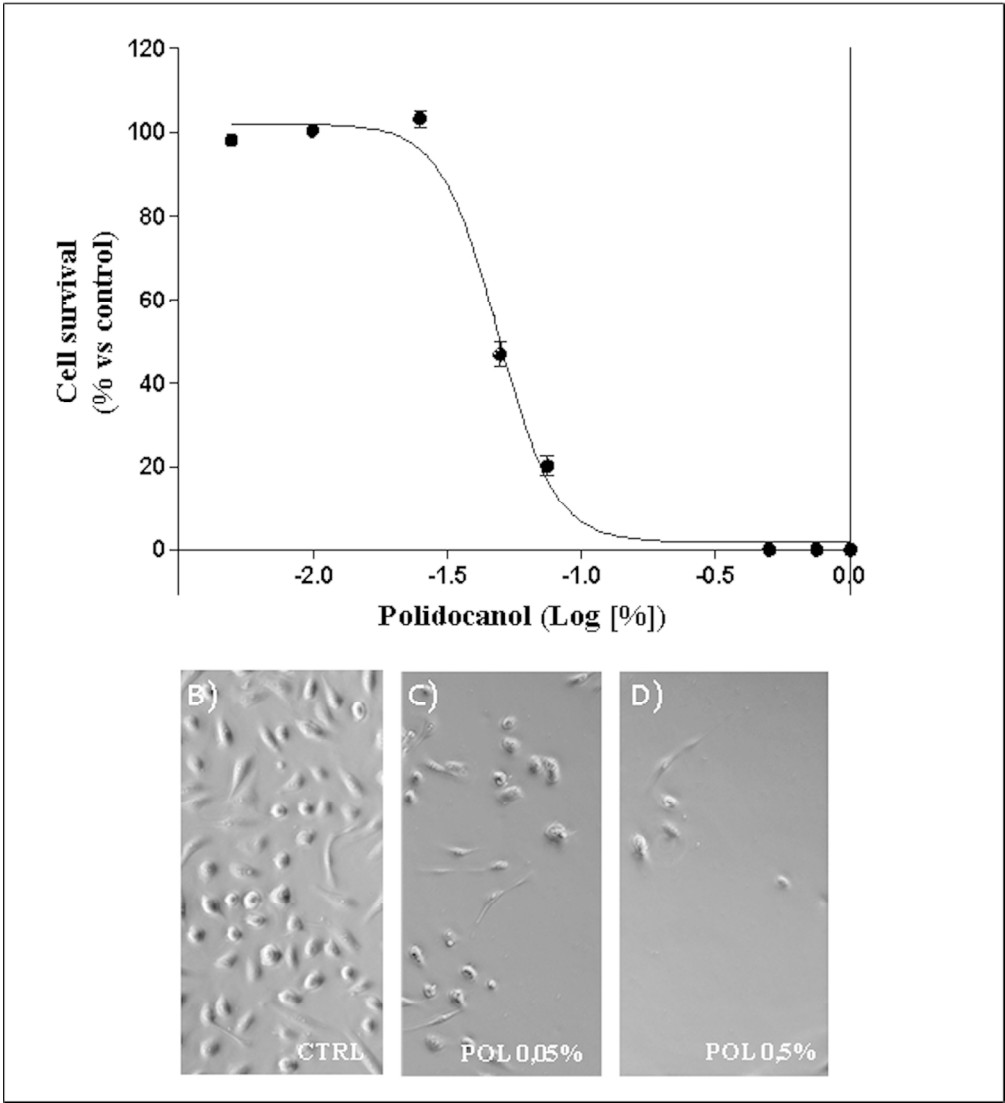 120
100
80
60
40
20
0
Cell survival
(% vs control)
-2.0 -1.5 -1.0 -0.5 0.0
Polidocanol (Log [%])
B) C) D)
CTRL POL 0,05% POL 0,5%